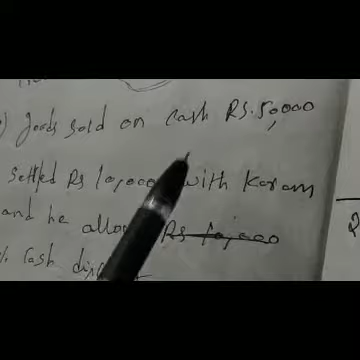 ) goods sold on cash Rs. 50,000
settled Rs 10,000 with Karam
and he allow Rs 10,000
% cash
2